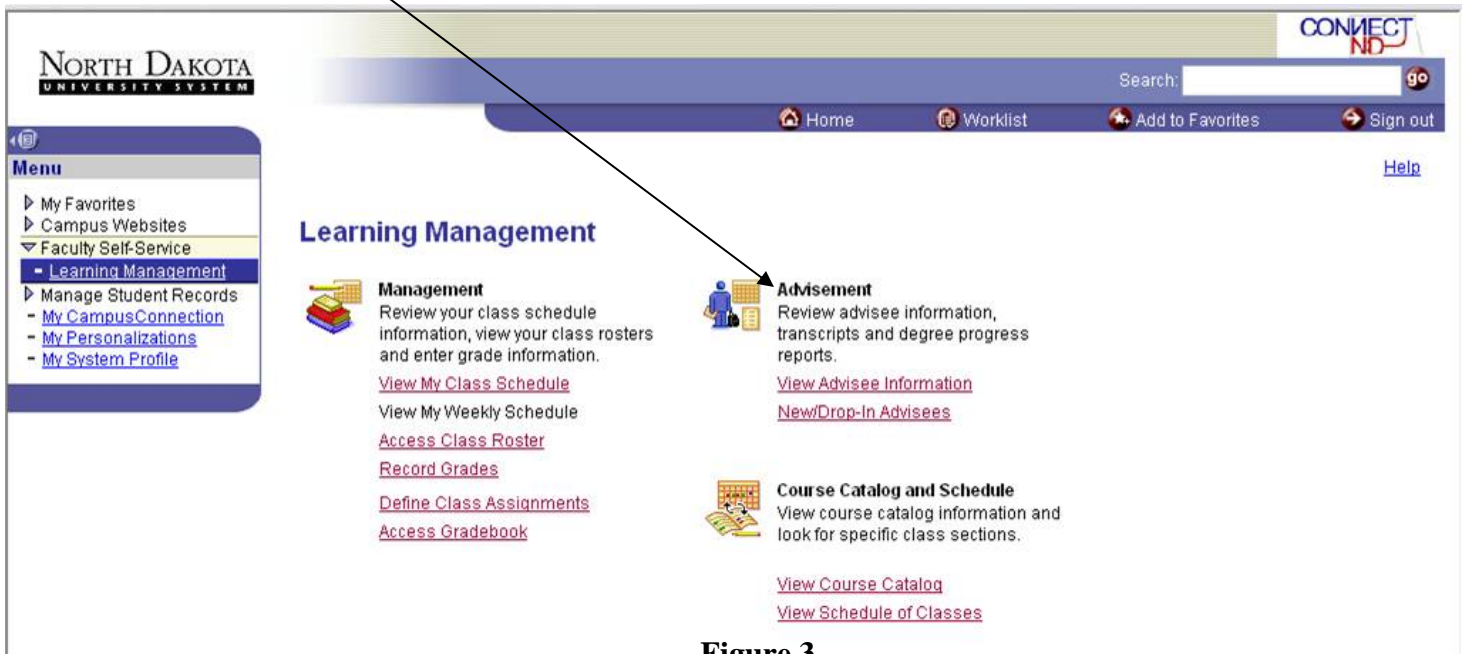 CONNECT
ND
NORTH DAKOTA
UNIVERSITY SYSTEM
Search:
go
Home
Worklist
Add to Favorites
Sign out
Menu
Help
My Favorites
Campus Websites
Faculty Self-Service
- Learning Management
Manage Student Records
- My CampusConnection
- My Personalizations
- My System Profile
Learning Management
Management
Review your class schedule
information, view your class rosters
and enter grade information.
View My Class Schedule
View My Weekly Schedule
Access Class Roster
Record Grades
Define Class Assignments
Access Gradebook
Advisement
Review advisee information,
transcripts and degree progress
reports.
View Advisee Information
New/Drop-In Advisees
Course Catalog and Schedule
View course catalog information and
look for specific class sections.
View Course Catalog
View Schedule of Classes
Figure 3